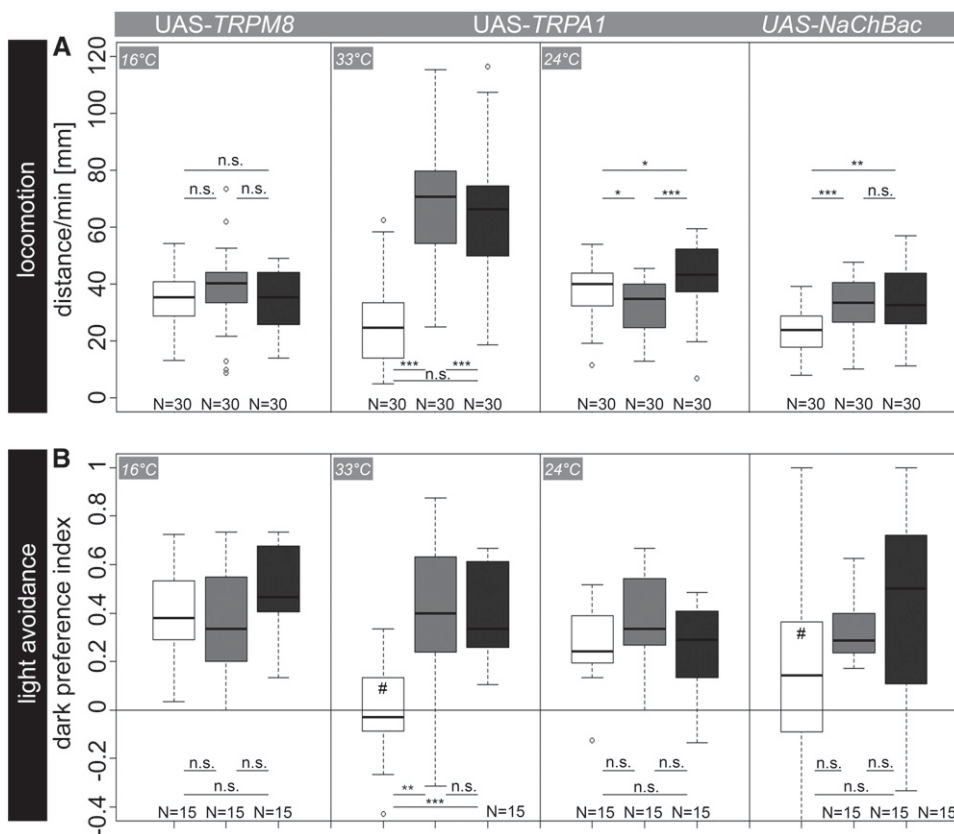 UAS-TRPM8 UAS-TRPA1 UAS-NaChBac
A
16°C 33°C 24°C
locomotion
distance/min [mm]
120
100
80
60
40
20
0
n.s.
n.s. n.s.
*** ***
n.s.
*
* ***
**
*** n.s.
N=30 N=30 N=30 N=30 N=30 N=30 N=30 N=30 N=30 N=30 N=30 N=30
B
16°C 33°C 24°C
light avoidance
dark preference index
1
0.8
0.6
0.4
0.2
0
-0.2
-0.4
# #
n.s. n.s.
n.s.
** n.s.
***
n.s. n.s.
n.s.
n.s. n.s.
n.s.
N=15 N=15 N=15 N=15 N=15 N=15 N=15 N=15 N=15 N=15